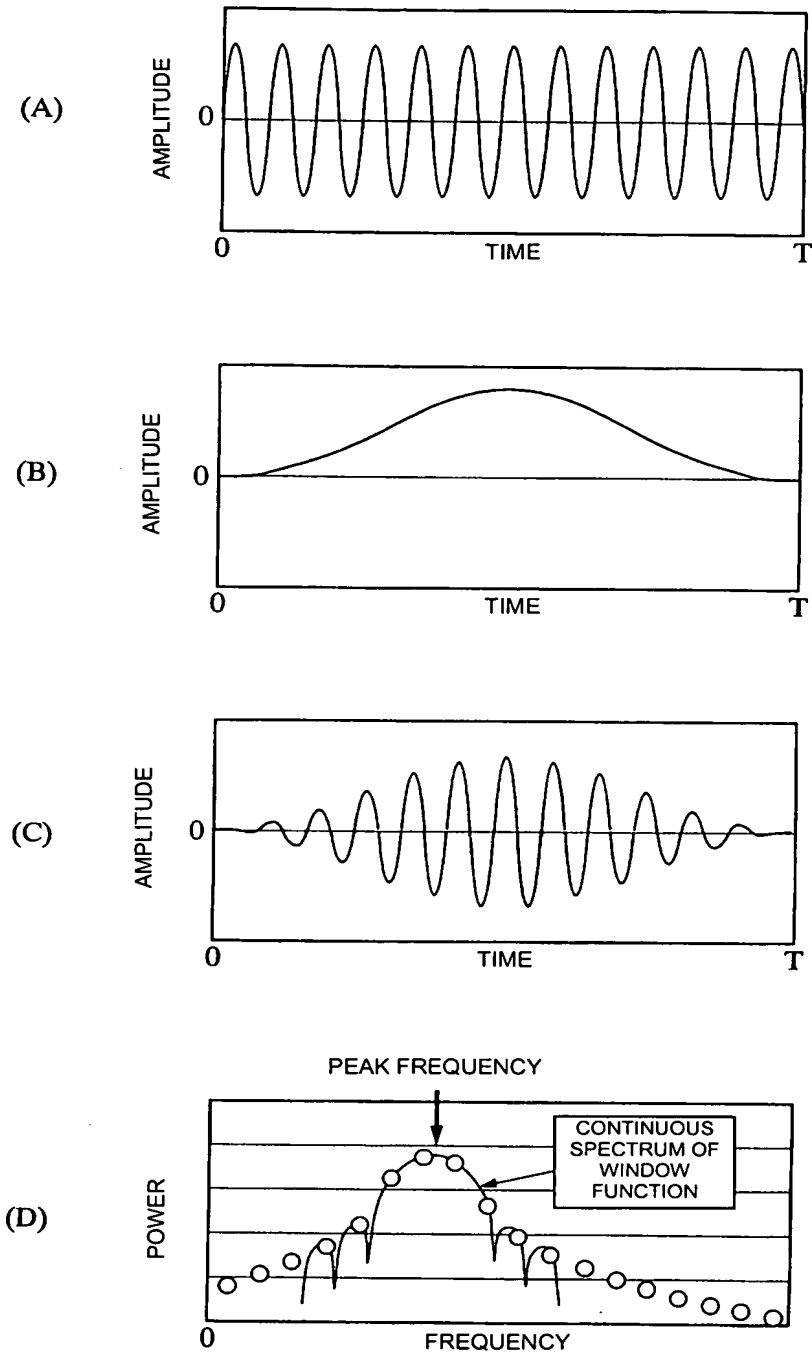 (A)
AMPLITUDE
0
0
TIME
T
(B)
AMPLITUDE
0
0
TIME
T
(C)
AMPLITUDE
0
0
TIME
T
PEAK FREQUENCY
(D)
POWER
CONTINUOUS
SPECTRUM OF
WINDOW
FUNCTION
0
FREQUENCY